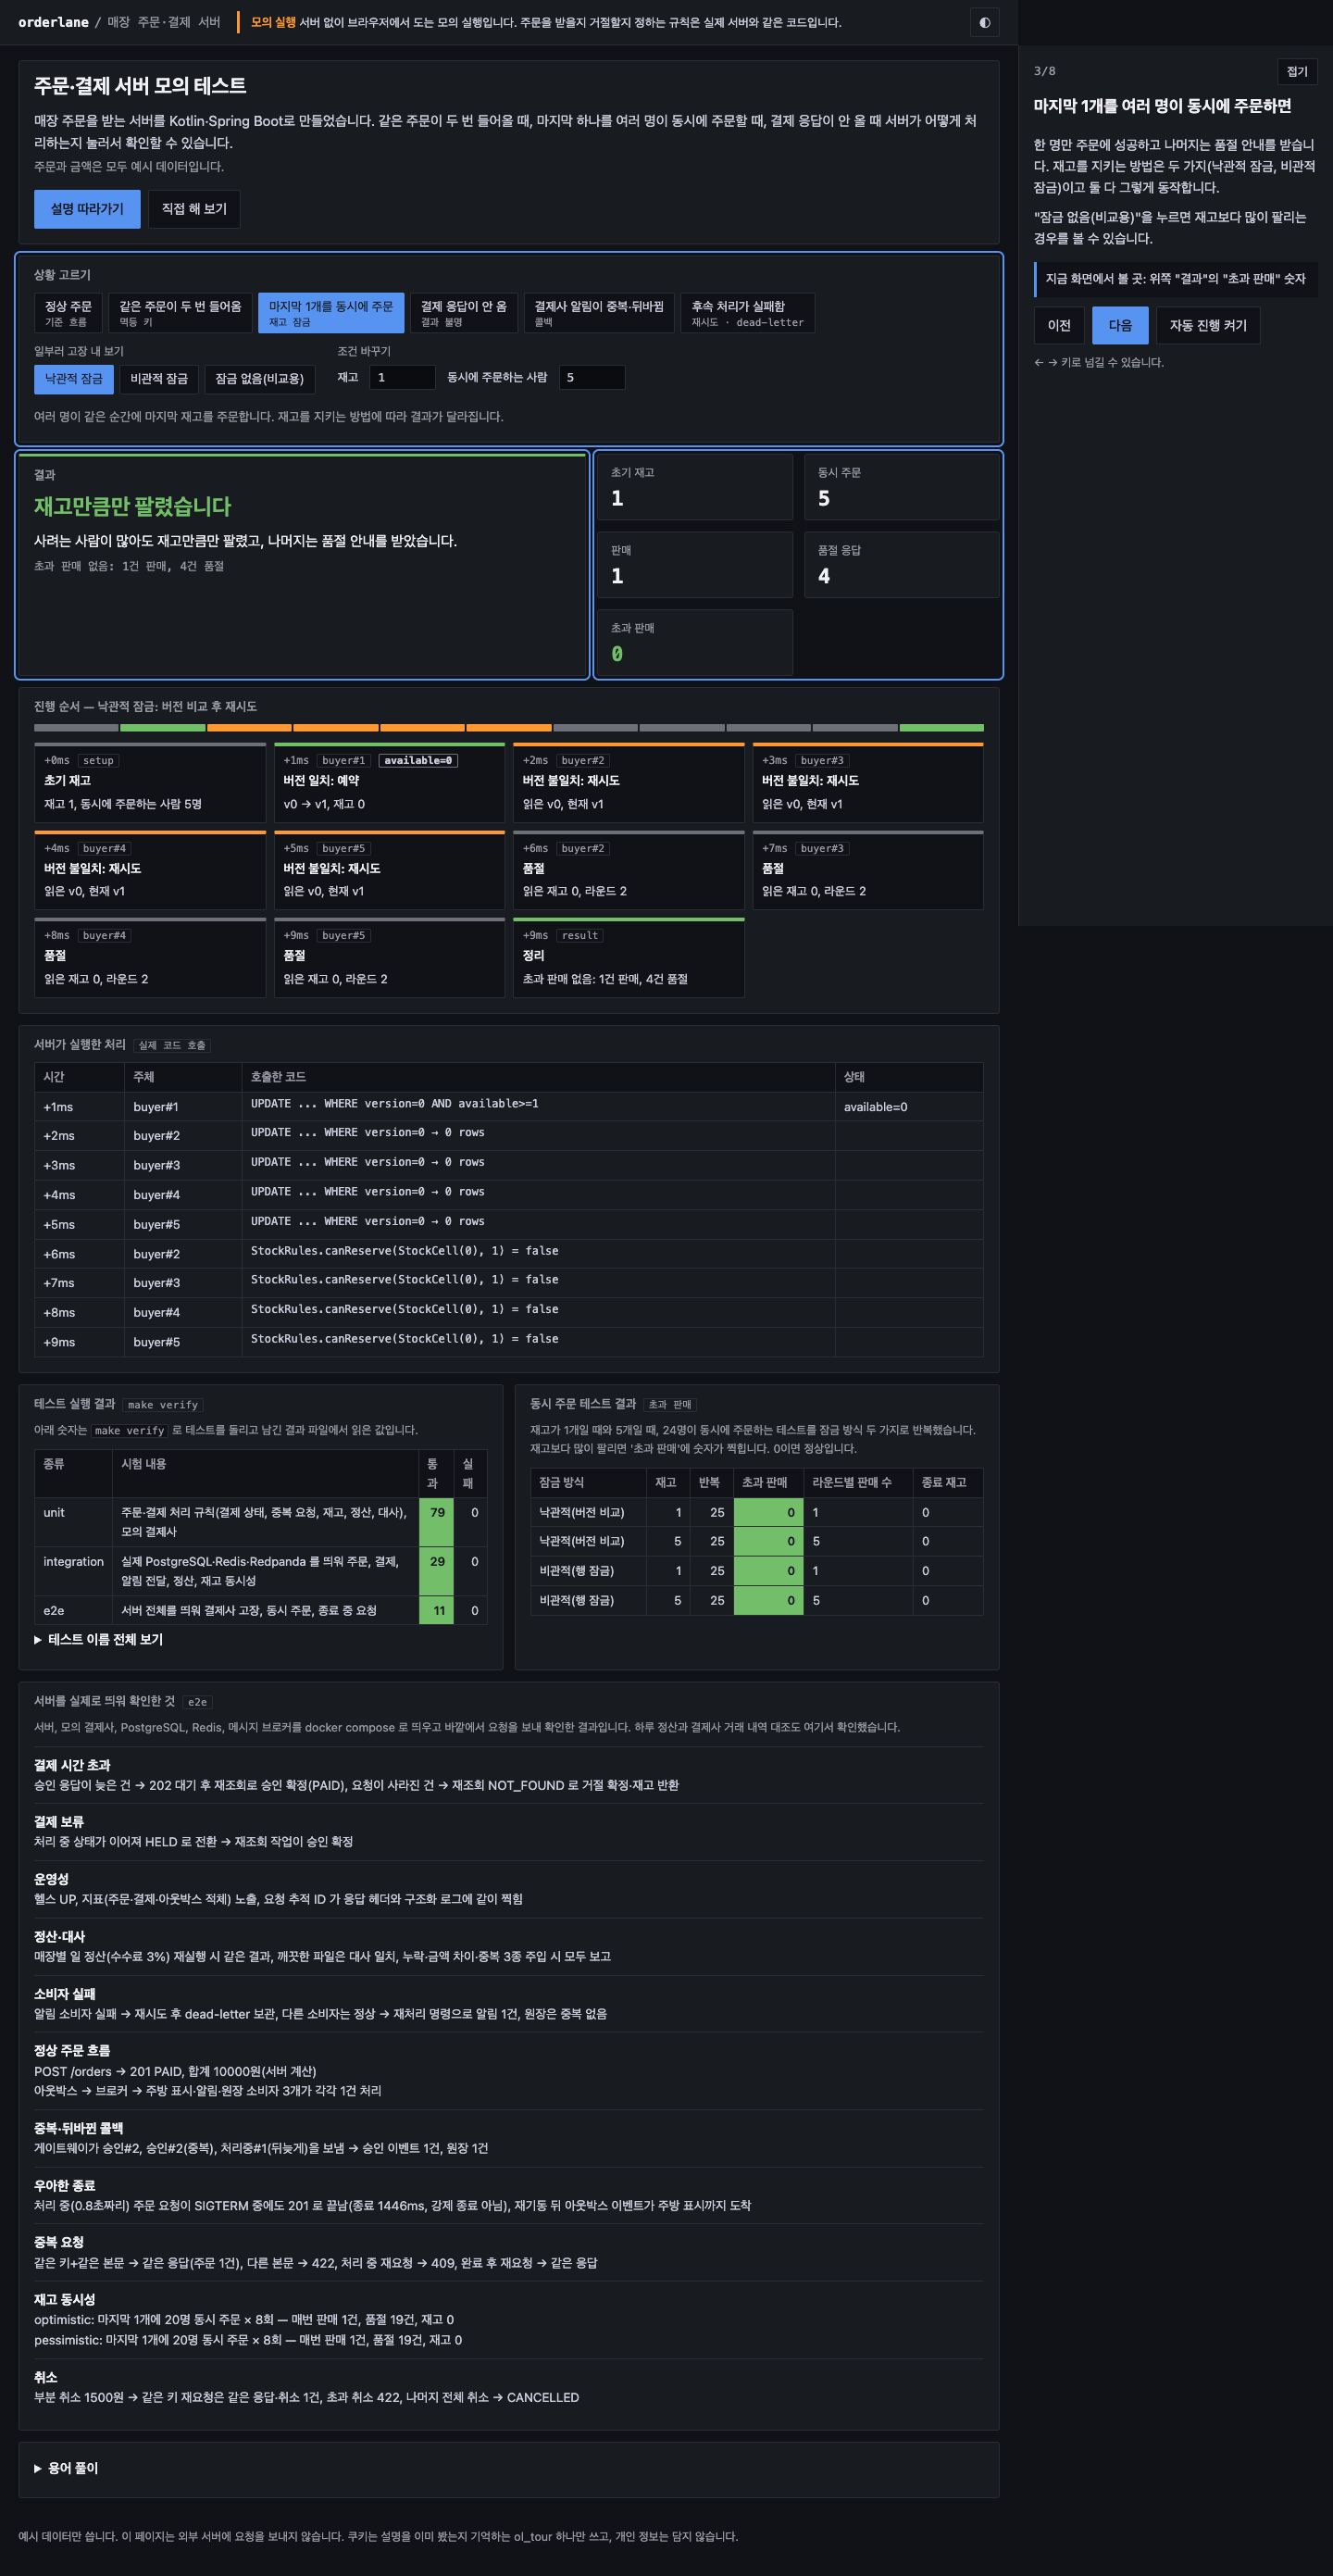 orderlane / 매장 주문·결제 서버
모의 실행 서버 없이 브라우저에서 도는 모의 실행입니다. 주문을 받을지 거절할지 정하는 규칙은 실제 서버와 같은 코드입니다.
주문·결제 서버 모의 테스트
매장 주문을 받는 서버를 Kotlin·Spring Boot로 만들었습니다. 같은 주문이 두 번 들어올 때, 마지막 하나를 여러 명이 동시에 주문할 때, 결제 응답이 안 올 때 서버가 어떻게 처
리하는지 눌러서 확인할 수 있습니다.
주문과 금액은 모두 예시 데이터입니다.
설명 따라가기 직접 해 보기
3/8 접기
마지막 1개를 여러 명이 동시에 주문하면
한 명만 주문에 성공하고 나머지는 품절 안내를 받습니
다. 재고를 지키는 방법은 두 가지(낙관적 잠금, 비관적
잠금)이고 둘 다 그렇게 동작합니다.
"잠금 없음(비교용)"을 누르면 재고보다 많이 팔리는
경우를 볼 수 있습니다.
지금 화면에서 볼 곳: 위쪽 "결과"의 "초과 판매" 숫자
이전 다음 자동 진행 켜기
← → 키로 넘길 수 있습니다.
상황 고르기
정상 주문 같은 주문이 두 번 들어옴 마지막 1개를 동시에 주문 결제 응답이 안 옴 결제사 알림이 중복·뒤바뀜 후속 처리가 실패함
기준 흐름 멱등 키 재고 잠금 결과 불명 콜백 재시도 · dead-letter
일부러 고장 내 보기 조건 바꾸기
낙관적 잠금 비관적 잠금 잠금 없음(비교용) 재고 1 동시에 주문하는 사람 5
여러 명이 같은 순간에 마지막 재고를 주문합니다. 재고를 지키는 방법에 따라 결과가 달라집니다.
결과
재고만큼만 팔렸습니다
사려는 사람이 많아도 재고만큼만 팔렸고, 나머지는 품절 안내를 받았습니다.
초과 판매 없음: 1건 판매, 4건 품절
초기 재고 동시 주문
1 5
판매 품절 응답
1 4
초과 판매
0
진행 순서 — 낙관적 잠금: 버전 비교 후 재시도
+0ms setup
초기 재고
재고 1, 동시에 주문하는 사람 5명
+1ms buyer#1 available=0
버전 일치: 예약
v0 → v1, 재고 0
+2ms buyer#2
버전 불일치: 재시도
읽은 v0, 현재 v1
+3ms buyer#3
버전 불일치: 재시도
읽은 v0, 현재 v1
+4ms buyer#4
버전 불일치: 재시도
읽은 v0, 현재 v1
+5ms buyer#5
버전 불일치: 재시도
읽은 v0, 현재 v1
+6ms buyer#2
품절
읽은 재고 0, 라운드 2
+7ms buyer#3
품절
읽은 재고 0, 라운드 2
+8ms buyer#4
품절
읽은 재고 0, 라운드 2
+9ms buyer#5
품절
읽은 재고 0, 라운드 2
+9ms result
정리
초과 판매 없음: 1건 판매, 4건 품절
서버가 실행한 처리 실제 코드 호출
시간 주체 호출한 코드 상태
+1ms buyer#1 UPDATE ... WHERE version=0 AND available>=1 available=0
+2ms buyer#2 UPDATE ... WHERE version=0 → 0 rows
+3ms buyer#3 UPDATE ... WHERE version=0 → 0 rows
+4ms buyer#4 UPDATE ... WHERE version=0 → 0 rows
+5ms buyer#5 UPDATE ... WHERE version=0 → 0 rows
+6ms buyer#2 StockRules.canReserve(StockCell(0), 1) = false
+7ms buyer#3 StockRules.canReserve(StockCell(0), 1) = false
+8ms buyer#4 StockRules.canReserve(StockCell(0), 1) = false
+9ms buyer#5 StockRules.canReserve(StockCell(0), 1) = false
테스트 실행 결과 make verify
아래 숫자는 make verify 로 테스트를 돌리고 남긴 결과 파일에서 읽은 값입니다.
종류 시험 내용 통과 실패
unit 주문·결제 처리 규칙(결제 상태, 중복 요청, 재고, 정산, 대사), 79 0
모의 결제사
integration 실제 PostgreSQL·Redis·Redpanda 를 띄워 주문, 결제, 29 0
알림 전달, 정산, 재고 동시성
e2e 서버 전체를 띄워 결제사 고장, 동시 주문, 종료 중 요청 11 0
▶ 테스트 이름 전체 보기
동시 주문 테스트 결과 초과 판매
재고가 1개일 때와 5개일 때, 24명이 동시에 주문하는 테스트를 잠금 방식 두 가지로 반복했습니다.
재고보다 많이 팔리면 '초과 판매'에 숫자가 찍힙니다. 0이면 정상입니다.
잠금 방식 재고 반복 초과 판매 라운드별 판매 수 종료 재고
낙관적(버전 비교) 1 25 0 1 0
낙관적(버전 비교) 5 25 0 5 0
비관적(행 잠금) 1 25 0 1 0
비관적(행 잠금) 5 25 0 5 0
서버를 실제로 띄워 확인한 것 e2e
서버, 모의 결제사, PostgreSQL, Redis, 메시지 브로커를 docker compose 로 띄우고 바깥에서 요청을 보내 확인한 결과입니다. 하루 정산과 결제사 거래 내역 대조도 여기서 확인했습니다.
결제 시간 초과
승인 응답이 늦은 건 → 202 대기 후 재조회로 승인 확정(PAID), 요청이 사라진 건 → 재조회 NOT_FOUND 로 거절 확정·재고 반환
결제 보류
처리 중 상태가 이어져 HELD 로 전환 → 재조회 작업이 승인 확정
운영성
헬스 UP, 지표(주문·결제·아웃박스 적체) 노출, 요청 추적 ID 가 응답 헤더와 구조화 로그에 같이 찍힘
정산·대사
매장별 일 정산(수수료 3%) 재실행 시 같은 결과, 깨끗한 파일은 대사 일치, 누락·금액 차이·중복 3종 주입 시 모두 보고
소비자 실패
알림 소비자 실패 → 재시도 후 dead-letter 보관, 다른 소비자는 정상 → 재처리 명령으로 알림 1건, 원장은 중복 없음
정상 주문 흐름
POST /orders → 201 PAID, 합계 10000원(서버 계산)
아웃박스 → 브로커 → 주방 표시·알림·원장 소비자 3개가 각각 1건 처리
중복·뒤바뀐 콜백
게이트웨이가 승인#2, 승인#2(중복), 처리중#1(뒤늦게)을 보냄 → 승인 이벤트 1건, 원장 1건
우아한 종료
처리 중(0.8초짜리) 주문 요청이 SIGTERM 중에도 201 로 끝남(종료 1446ms, 강제 종료 아님), 재기동 뒤 아웃박스 이벤트가 주방 표시까지 도착
중복 요청
같은 키+같은 본문 → 같은 응답(주문 1건), 다른 본문 → 422, 처리 중 재요청 → 409, 완료 후 재요청 → 같은 응답
재고 동시성
optimistic: 마지막 1개에 20명 동시 주문 × 8회 — 매번 판매 1건, 품절 19건, 재고 0
pessimistic: 마지막 1개에 20명 동시 주문 × 8회 — 매번 판매 1건, 품절 19건, 재고 0
취소
부분 취소 1500원 → 같은 키 재요청은 같은 응답·취소 1건, 초과 취소 422, 나머지 전체 취소 → CANCELLED
▶ 용어 풀이
예시 데이터만 씁니다. 이 페이지는 외부 서버에 요청을 보내지 않습니다. 쿠키는 설명을 이미 봤는지 기억하는 ol_tour 하나만 쓰고, 개인 정보는 담지 않습니다.